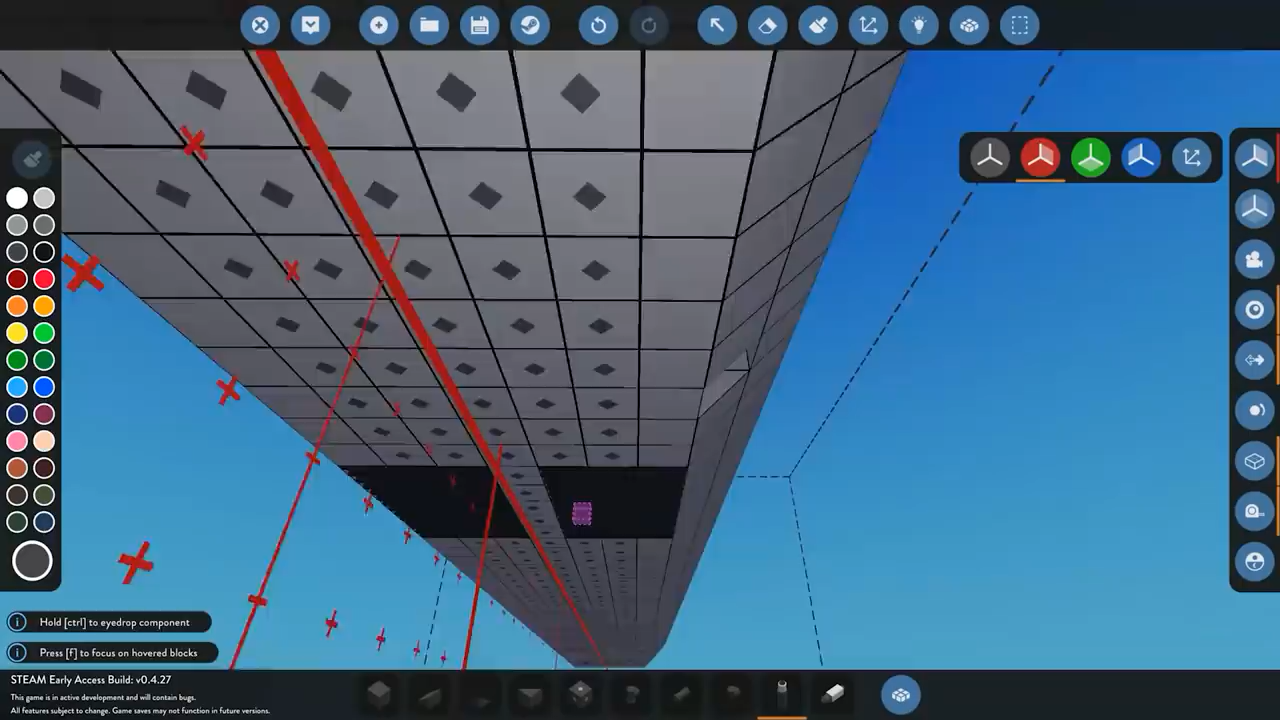 Hold [ctrl] to eyedrop component
Press [f] to focus on hovered blocks
STEAM Early Access Build: v0.4.27
This game is in active development and will contain bugs.
All features subject to change. Game saves may not function in future versions.